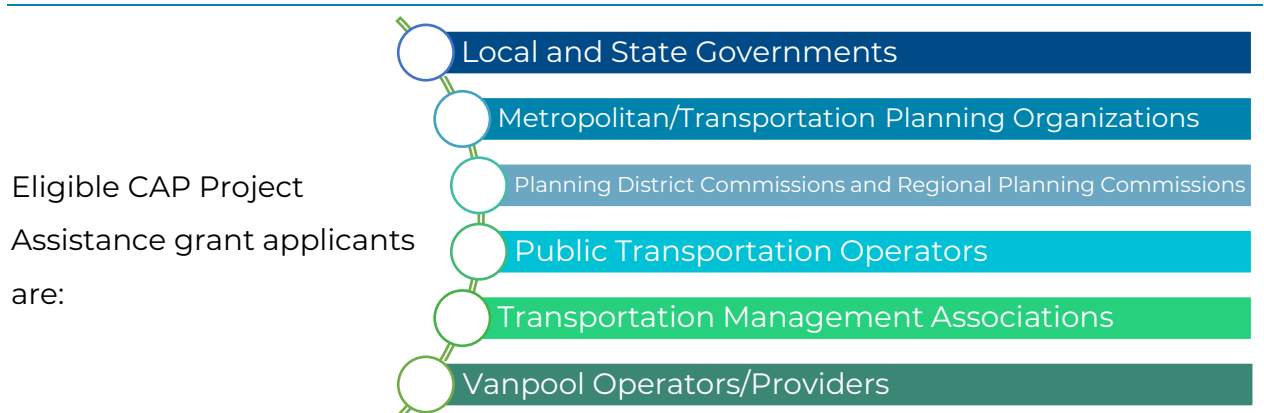 Eligible CAP Project
Assistance grant applicants
are:
Local and State Governments
Metropolitan/Transportation Planning Organizations
Planning District Commissions and Regional Planning Commissions
Public Transportation Operators
Transportation Management Associations
Vanpool Operators/Providers